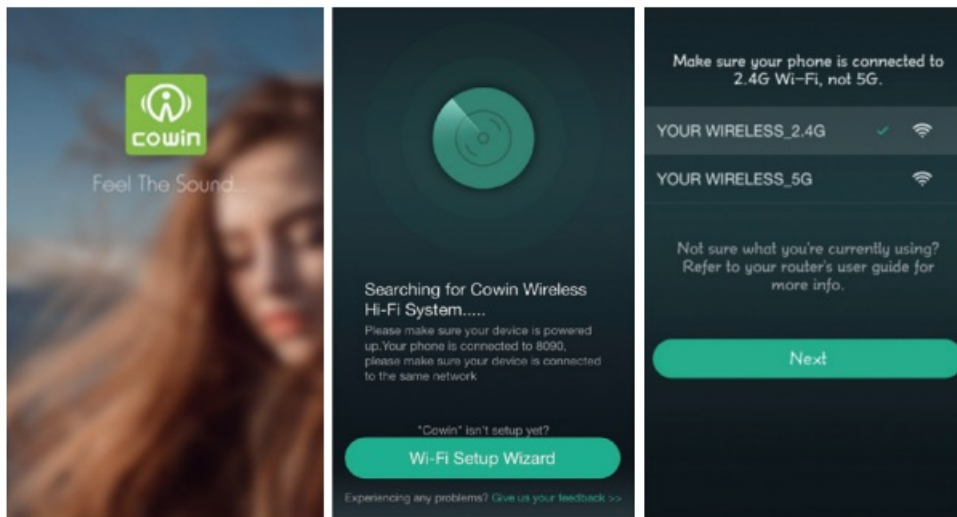 cowin
Feel The Sound...
Searching for Cowin Wireless
Hi-Fi System.....
Please make sure your device is powered
up.Your phone is connected to 8090,
please make sure your device is connected
to the same network
"Cowin" isn't setup yet?
Wi-Fi Setup Wizard
Experiencing any problems? Give us your feedback >>
Make sure your phone is connected to
2.4G Wi-Fi, not 5G.
YOUR WIRELESS_2.4G
YOUR WIRELESS_5G
Not sure what you're currently using?
Refer to your router's user guide for
more info.
Next